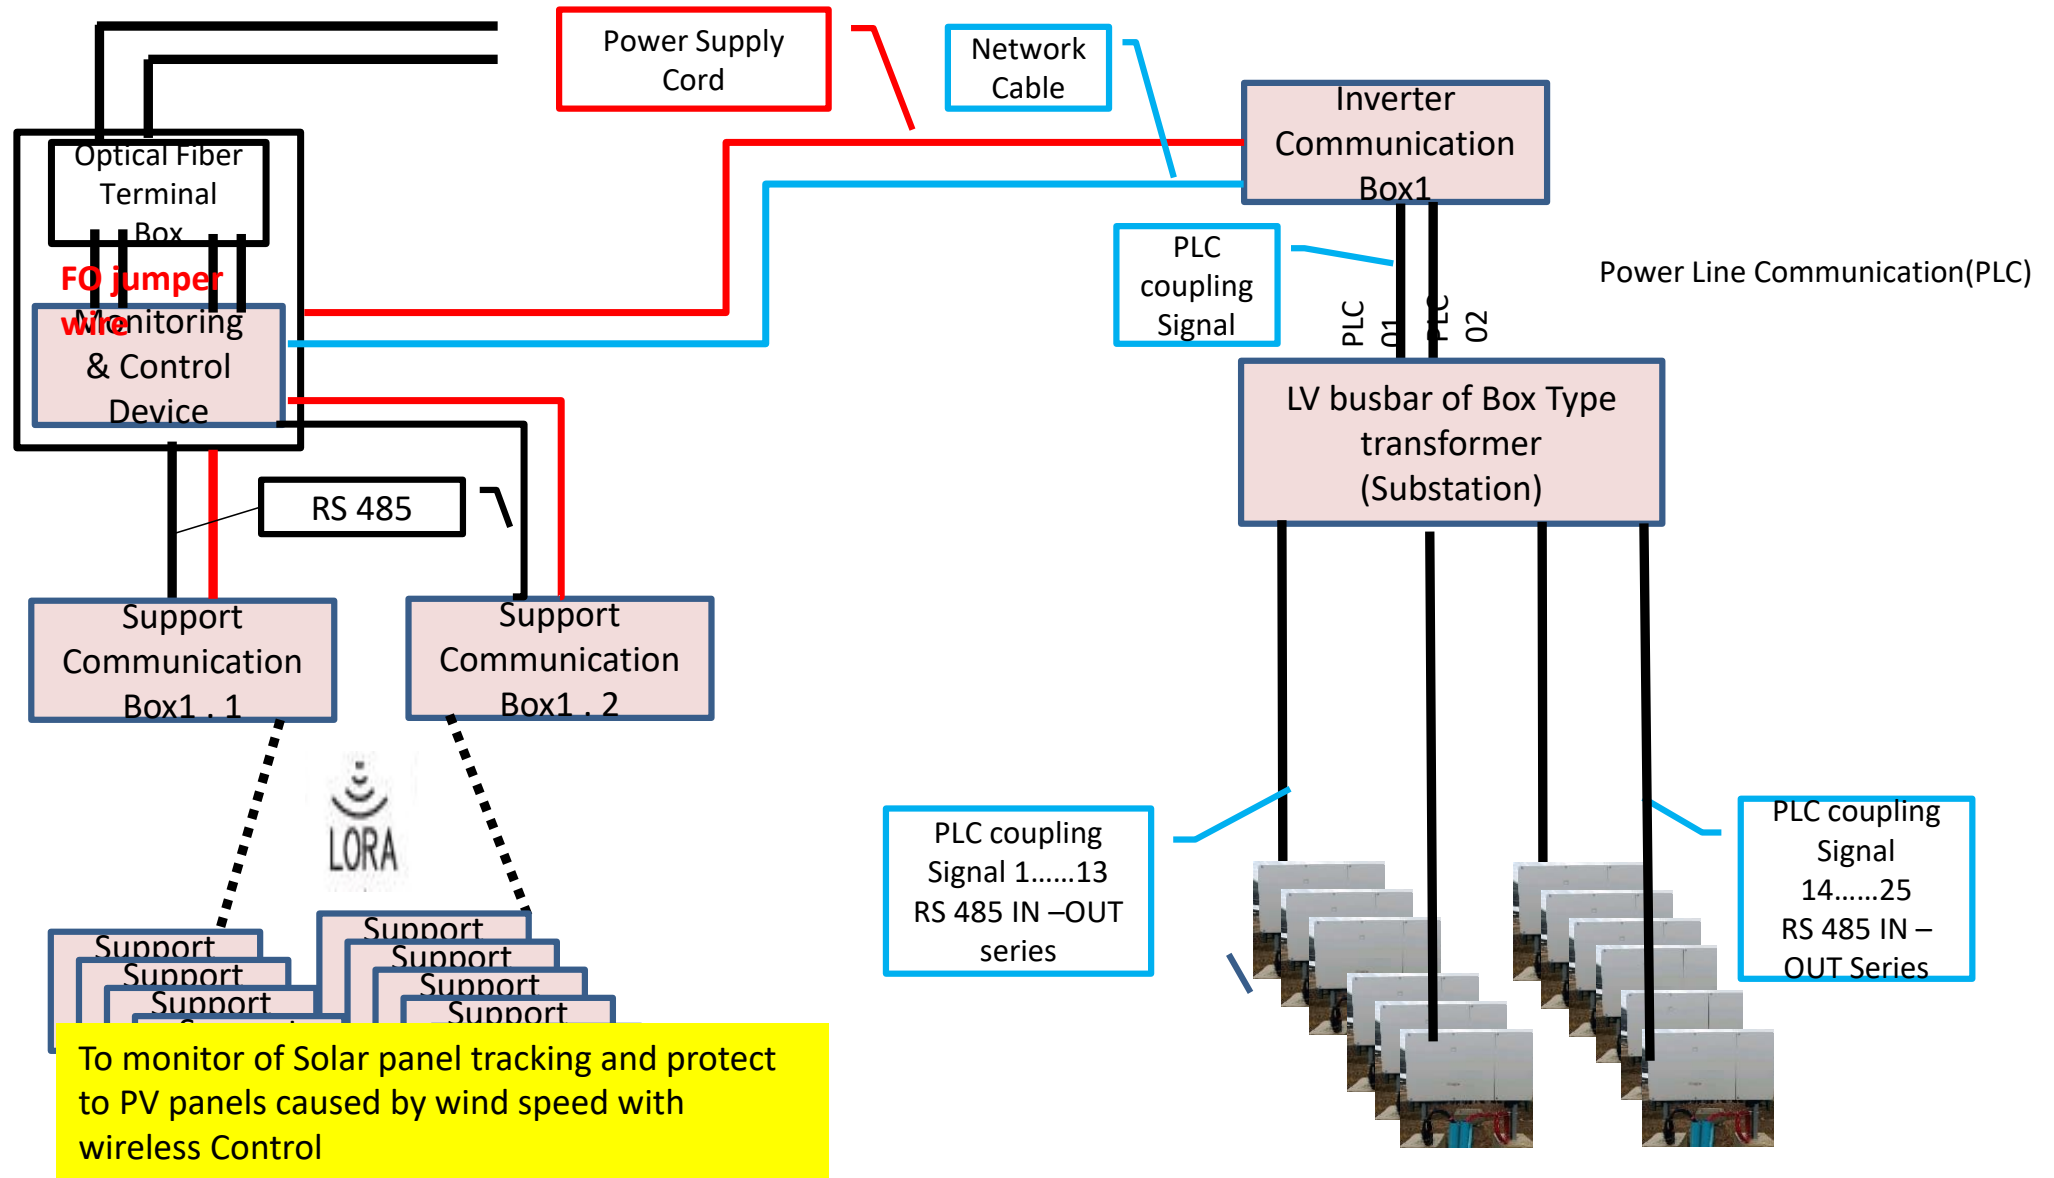 Power Supply
Cord
Network
Cable
Inverter
Communication
Box1
Optical Fiber
Terminal
Box
FO jumper
wire
Monitoring
& Control
Device
PLC
coupling
Signal
PLC
01
PLC
02
Power Line Communication(PLC)
LV busbar of Box Type
transformer
(Substation)
RS 485
Support
Communication
Box1 . 1
Support
Communication
Box1 . 2
LORA
PLC coupling
Signal 1......13
RS 485 IN –OUT
series
PLC coupling
Signal
14......25
RS 485 IN –
OUT Series
Support
Support
Support
Support
Support
Support
Support
To monitor of Solar panel tracking and protect
to PV panels caused by wind speed with
wireless Control